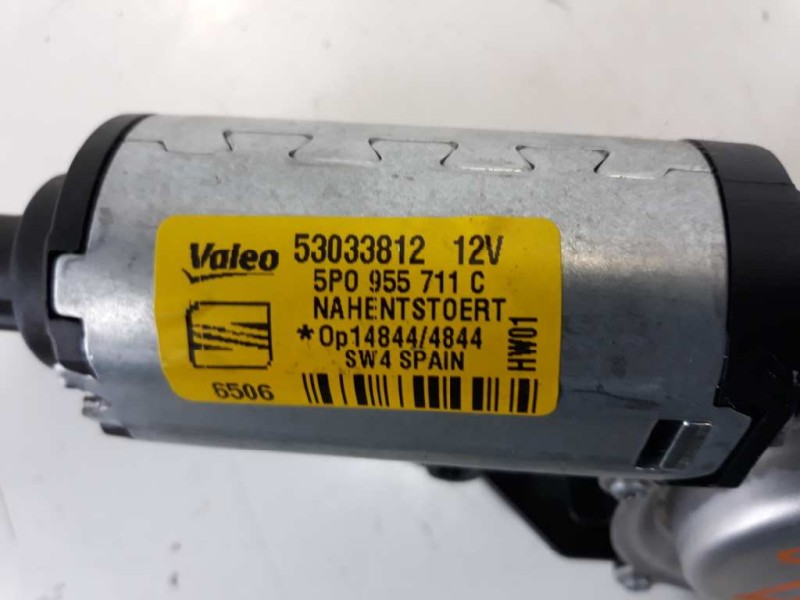 Valeo 53033812 12V
5P0 955 711 C
NAHENTSTOERT
*Op14844/4844
SW4 SPAIN
HW01
6506